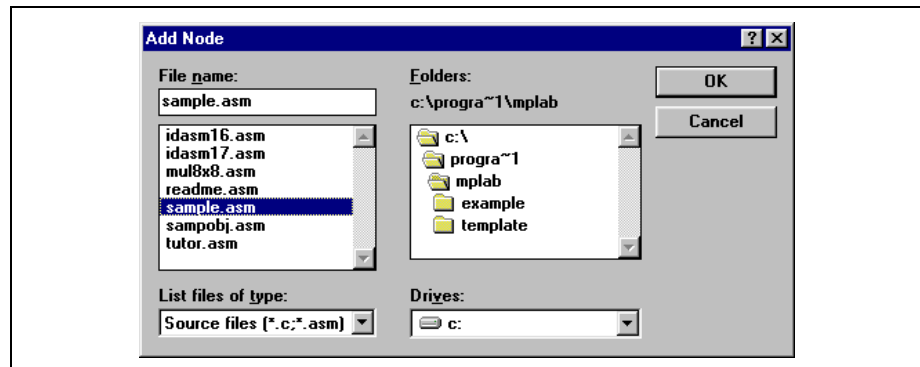 Add Node
File name:
sample.asm
idasm16.asm
idasm17.asm
mul8x8.asm
readme.asm
sample.asm
sampobj.asm
tutor.asm
List files of type:
Source files (*.c;*.asm)
Folders:
c:\progra~1\mplab
c:\
progra~1
mplab
example
template
Drives:
c:
OK
Cancel